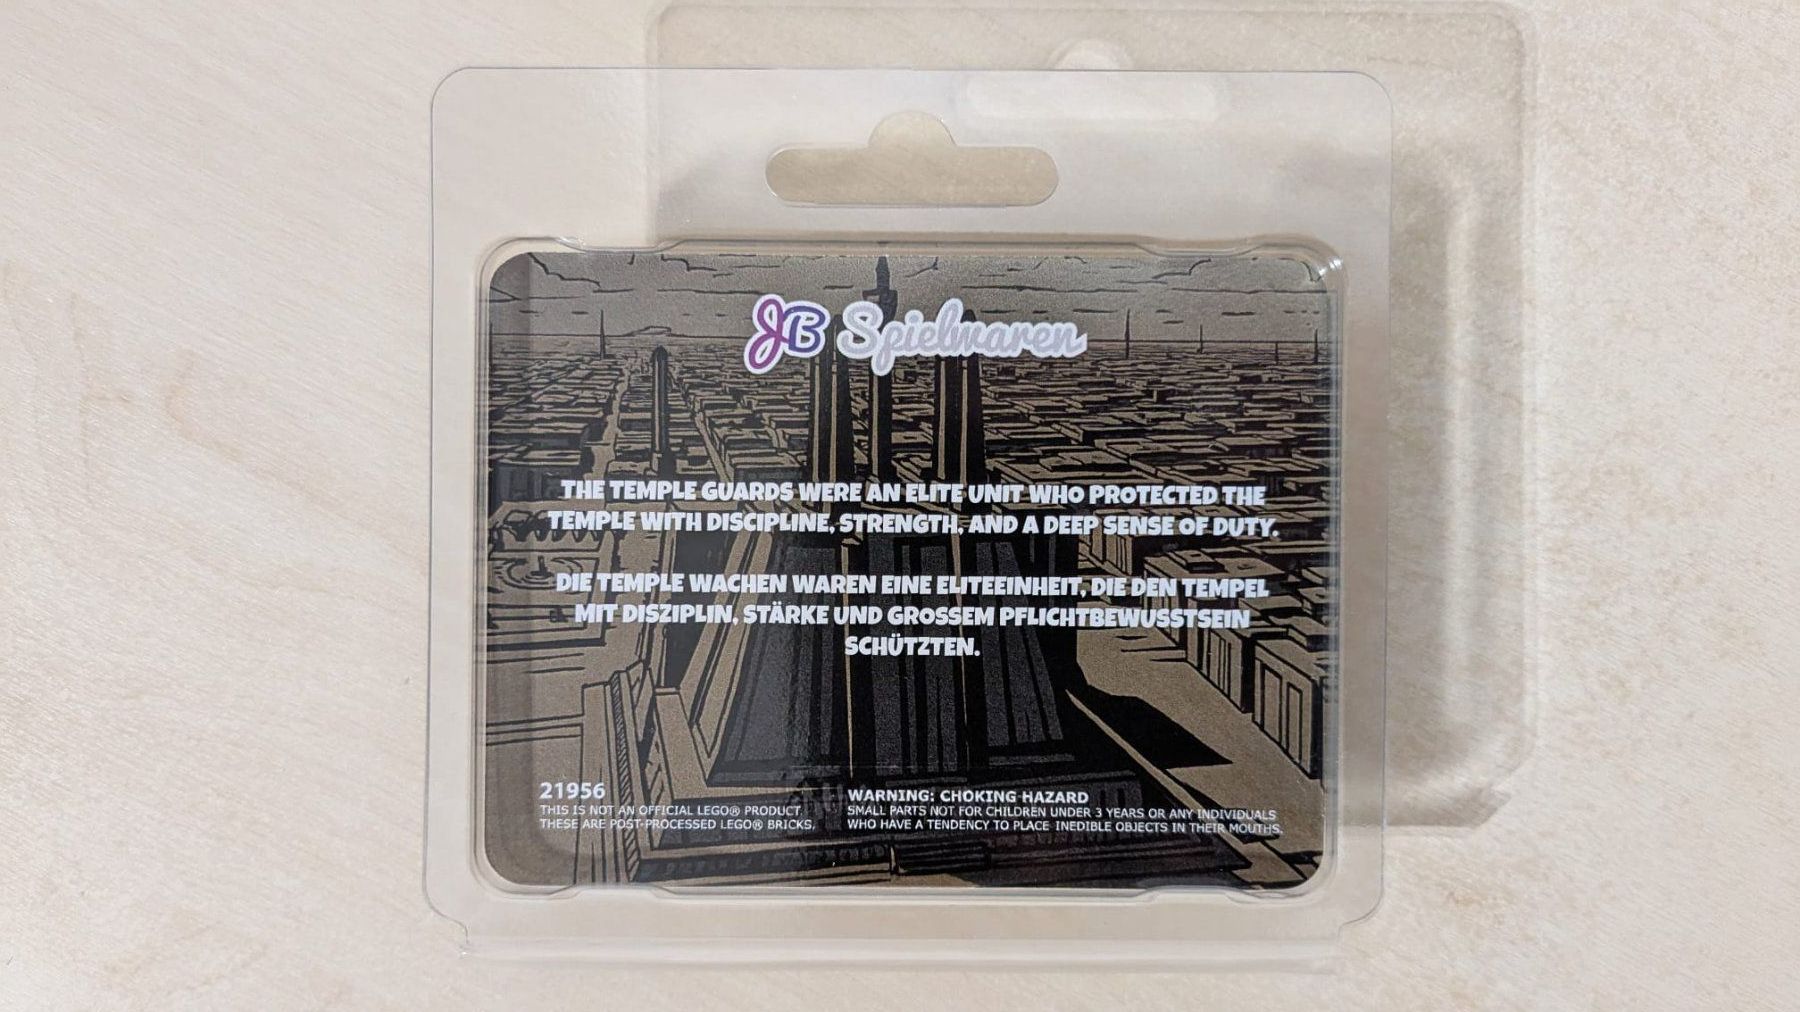 JB Spielwaren
THE TEMPLE GUARDS WERE AN ELITE UNIT WHO PROTECTED THE
TEMPLE WITH DISCIPLINE, STRENGTH, AND A DEEP SENSE OF DUTY.
DIE TEMPLE WACHEN WAREN EINE ELITEEINHEIT, DIE DEN TEMPEL
MIT DISZIPLIN, STÄRKE UND GROSSEM PFLICHTBEWUSSTSEIN
SCHÜTZTEN.
21956
THIS IS NOT AN OFFICIAL LEGO® PRODUCT.
THESE ARE POST-PROCESSED LEGO® BRICKS.
WARNING: CHOKING HAZARD
SMALL PARTS NOT FOR CHILDREN UNDER 3 YEARS OR ANY INDIVIDUALS
WHO HAVE A TENDENCY TO PLACE INEDIBLE OBJECTS IN THEIR MOUTHS.